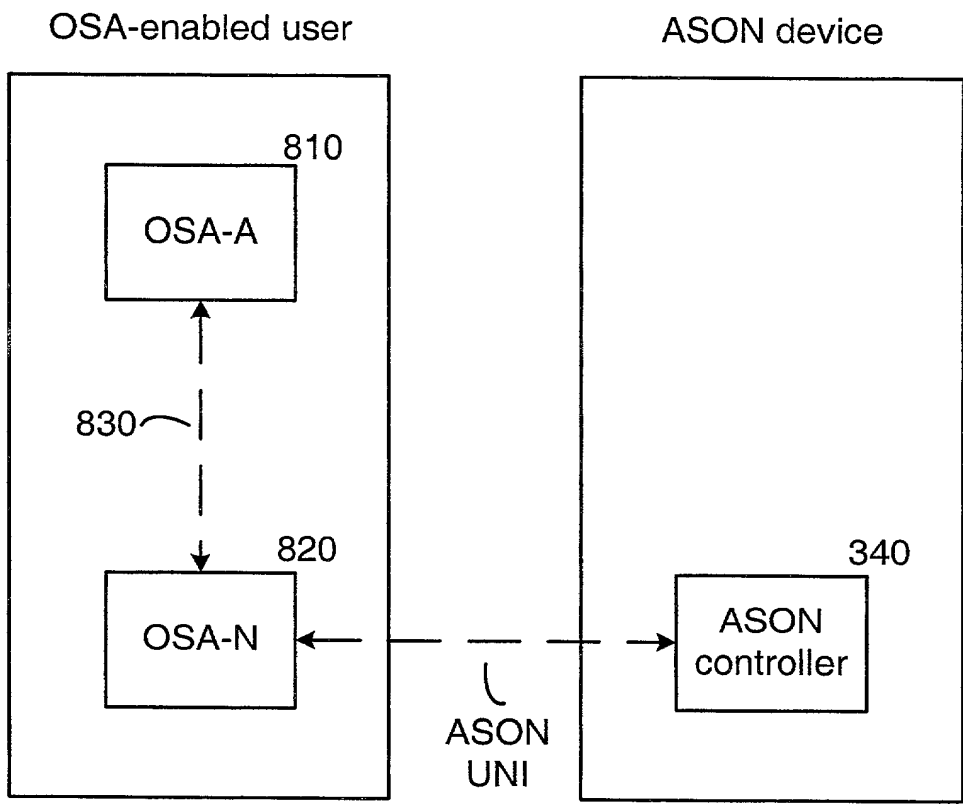 OSA-enabled user
ASON device
810
OSA-A
830
820
OSA-N
340
ASON
controller
ASON
UNI